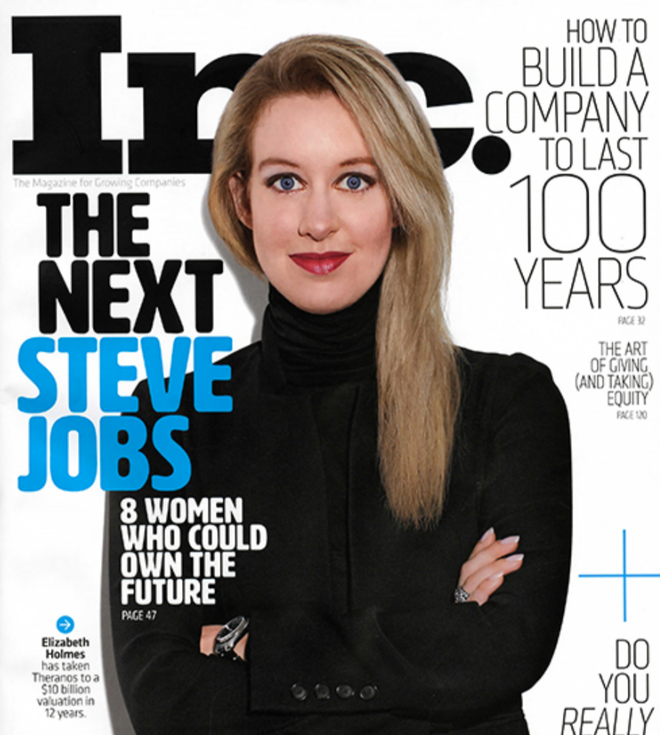 Inc.
The Magazine for Growing Companies
THE
NEXT
STEVE
JOBS
8 WOMEN
WHO COULD
OWN THE
FUTURE
PAGE 47
Elizabeth
Holmes
has taken
Theranos to a
$10 billion
valuation in
12 years.
HOW TO
BUILD A
COMPANY
TO LAST
100
YEARS
PAGE 32
THE ART
OF GIVING
(AND TAKING)
EQUITY
PAGE 120
DO
YOU
REALLY